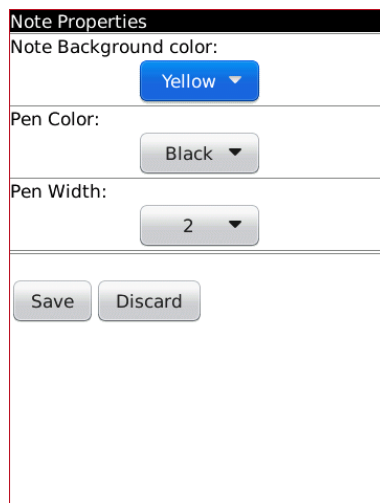 Note Properties
Note Background color:
Yellow
Pen Color:
Black
Pen Width:
2
Save Discard